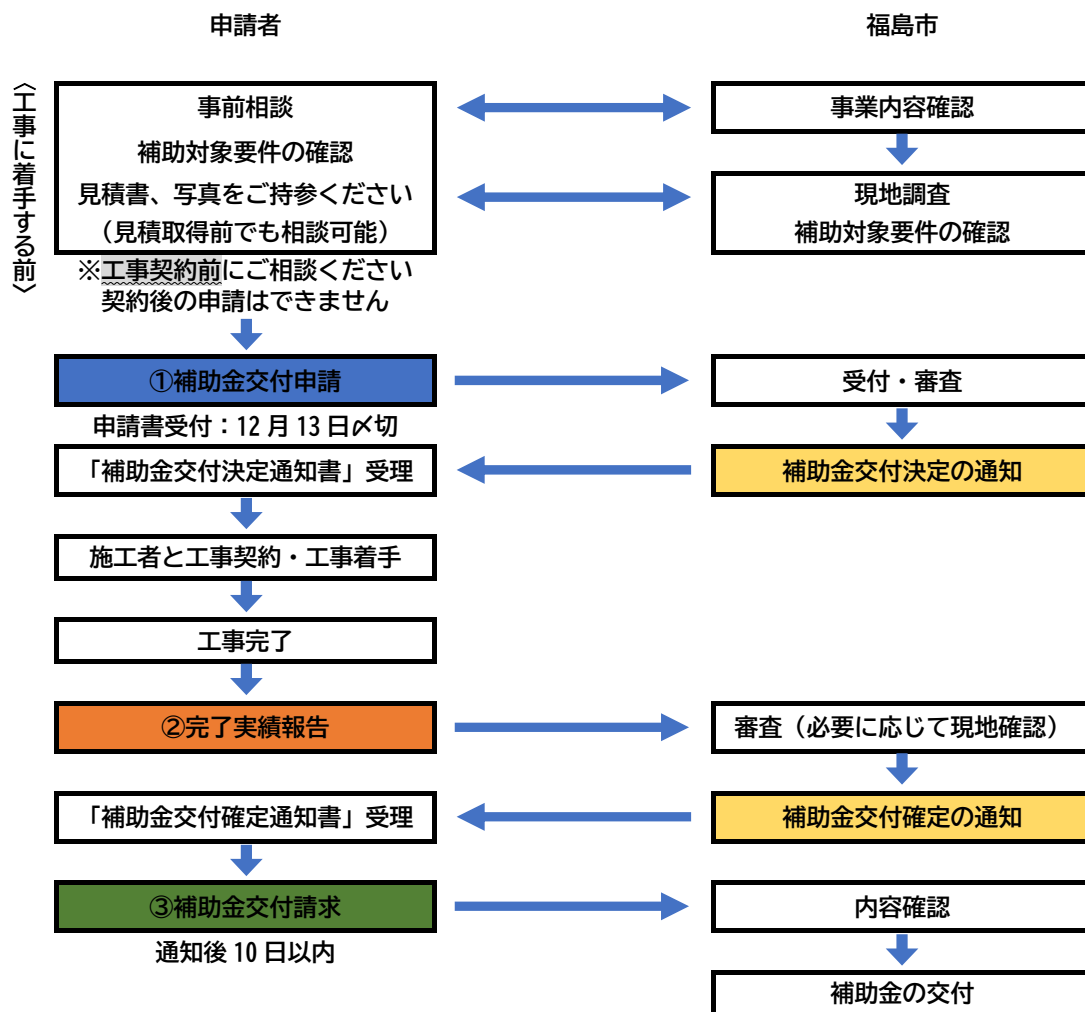 申請者
福島市
〈工事に着手する前〉
事前相談
補助対象要件の確認
見積書、写真をご持参ください
（見積取得前でも相談可能）
※工事契約前にご相談ください
契約後の申請はできません
事業内容確認
現地調査
補助対象要件の確認
①補助金交付申請
受付・審査
申請書受付：12月13日〆切
「補助金交付決定通知書」受理
補助金交付決定の通知
施工者と工事契約・工事着手
工事完了
②完了実績報告
審査（必要に応じて現地確認）
「補助金交付確定通知書」受理
補助金交付確定の通知
③補助金交付請求
内容確認
通知後10日以内
補助金の交付